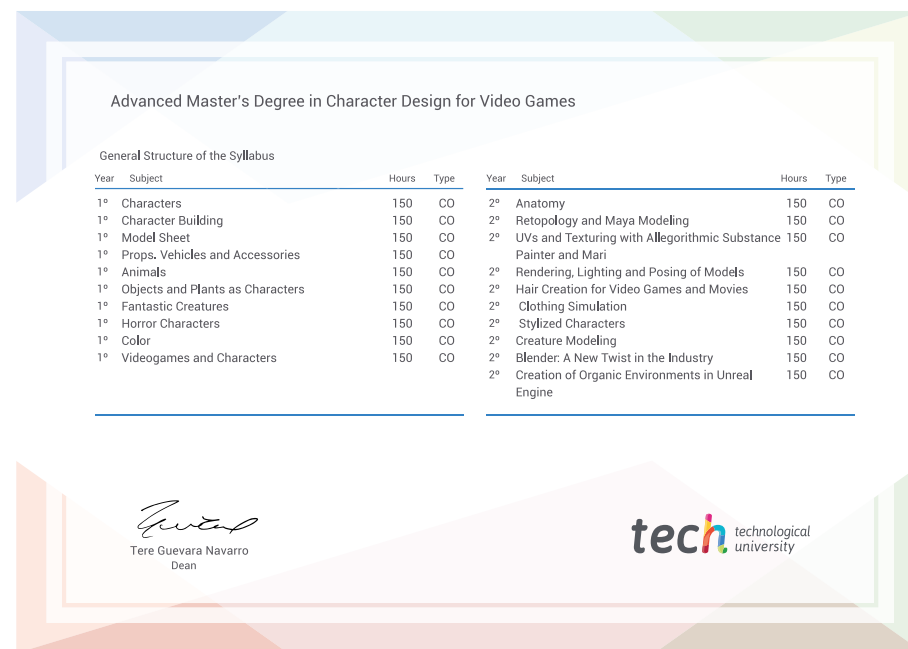 Advanced Master's Degree in Character Design for Video Games
General Structure of the Syllabus
Year Subject Hours Type
1º Characters 150 CO
1º Character Building 150 CO
1º Model Sheet 150 CO
1º Props. Vehicles and Accessories 150 CO
1º Animals 150 CO
1º Objects and Plants as Characters 150 CO
1º Fantastic Creatures 150 CO
1º Horror Characters 150 CO
1º Color 150 CO
1º Videogames and Characters 150 CO
Year Subject Hours Type
2º Anatomy 150 CO
2º Retopology and Maya Modeling 150 CO
2º UVs and Texturing with Allegorithmic Substance 150 CO
Painter and Mari
2º Rendering, Lighting and Posing of Models 150 CO
2º Hair Creation for Video Games and Movies 150 CO
2º Clothing Simulation 150 CO
2º Stylized Characters 150 CO
2º Creature Modeling 150 CO
2º Blender: A New Twist in the Industry 150 CO
2º Creation of Organic Environments in Unreal 150 CO
Engine
Tere Guevara Navarro
Dean
tech technological
university